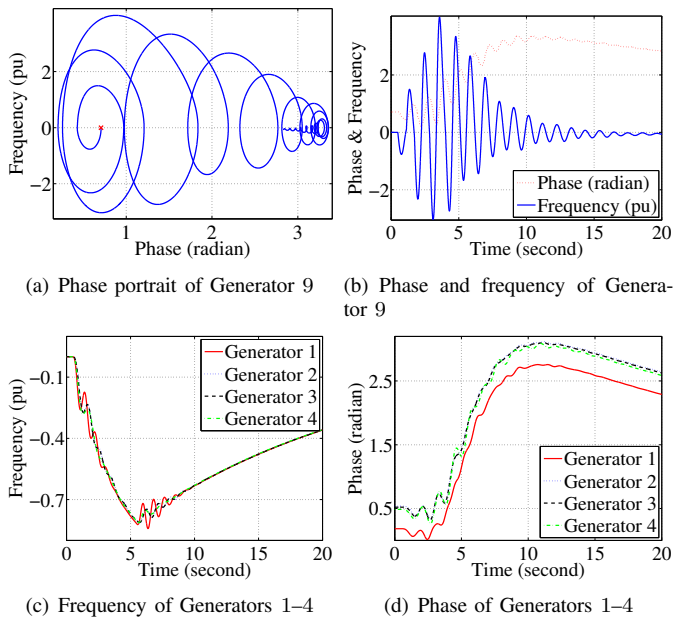 Frequency (pu)
2
0
−2
1
2
3
Phase (radian)
(a) Phase portrait of Generator 9
Phase & Frequency
2
0
−2
Phase (radian)
Frequency (pu)
0
5
10
15
20
Time (second)
(b) Phase and frequency of Genera-
tor 9
Frequency (pu)
−0.1
−0.4
−0.7
Generator 1
Generator 2
Generator 3
Generator 4
0
5
10
15
20
Time (second)
(c) Frequency of Generators 1–4
Phase (radian)
2.5
1.5
0.5
Generator 1
Generator 2
Generator 3
Generator 4
0
5
10
15
20
Time (second)
(d) Phase of Generators 1–4